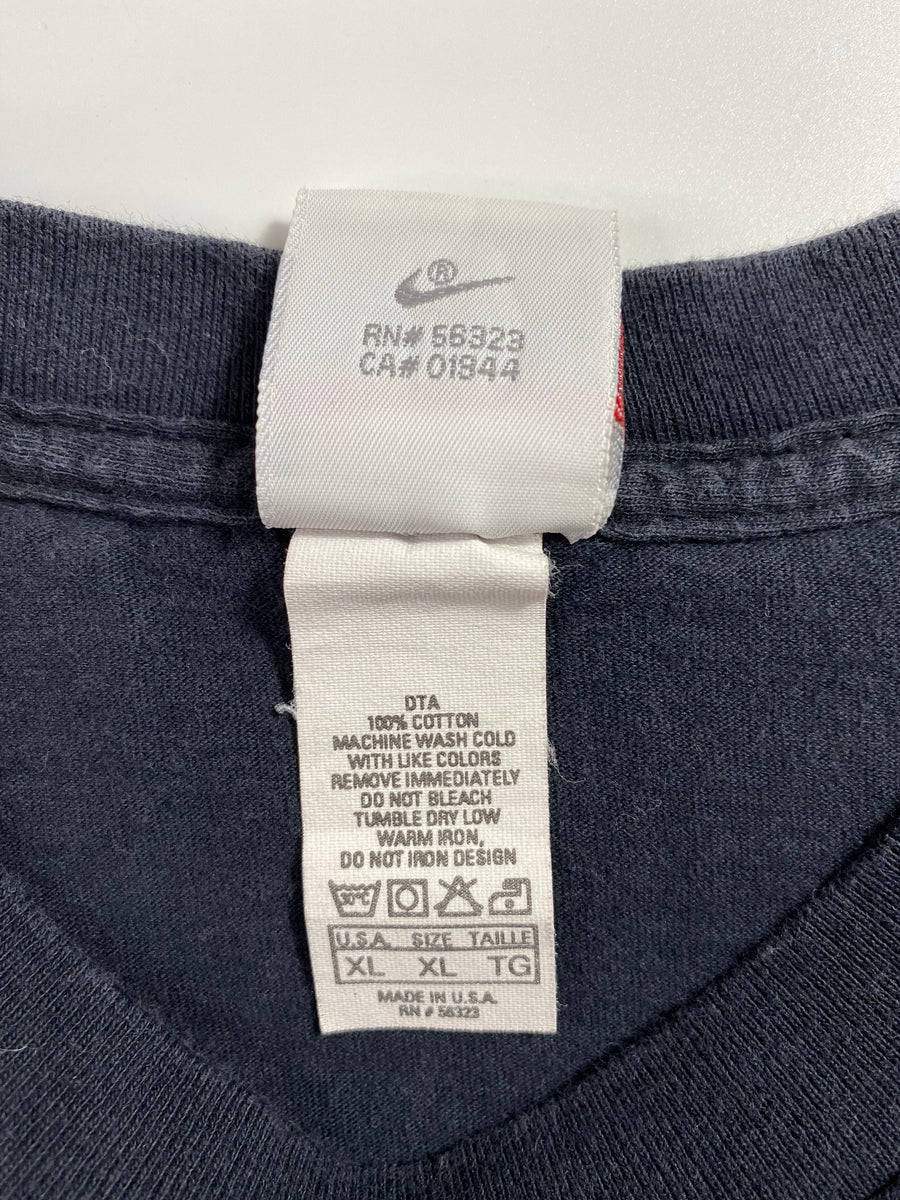 ®
RN# 56323
CA# 01844
DTA
100% COTTON
MACHINE WASH COLD
WITH LIKE COLORS
REMOVE IMMEDIATELY
DO NOT BLEACH
TUMBLE DRY LOW
WARM IRON,
DO NOT IRON DESIGN
30°C
U.S.A. SIZE TAILLE
XL XL TG
MADE IN U.S.A.
RN # 56323